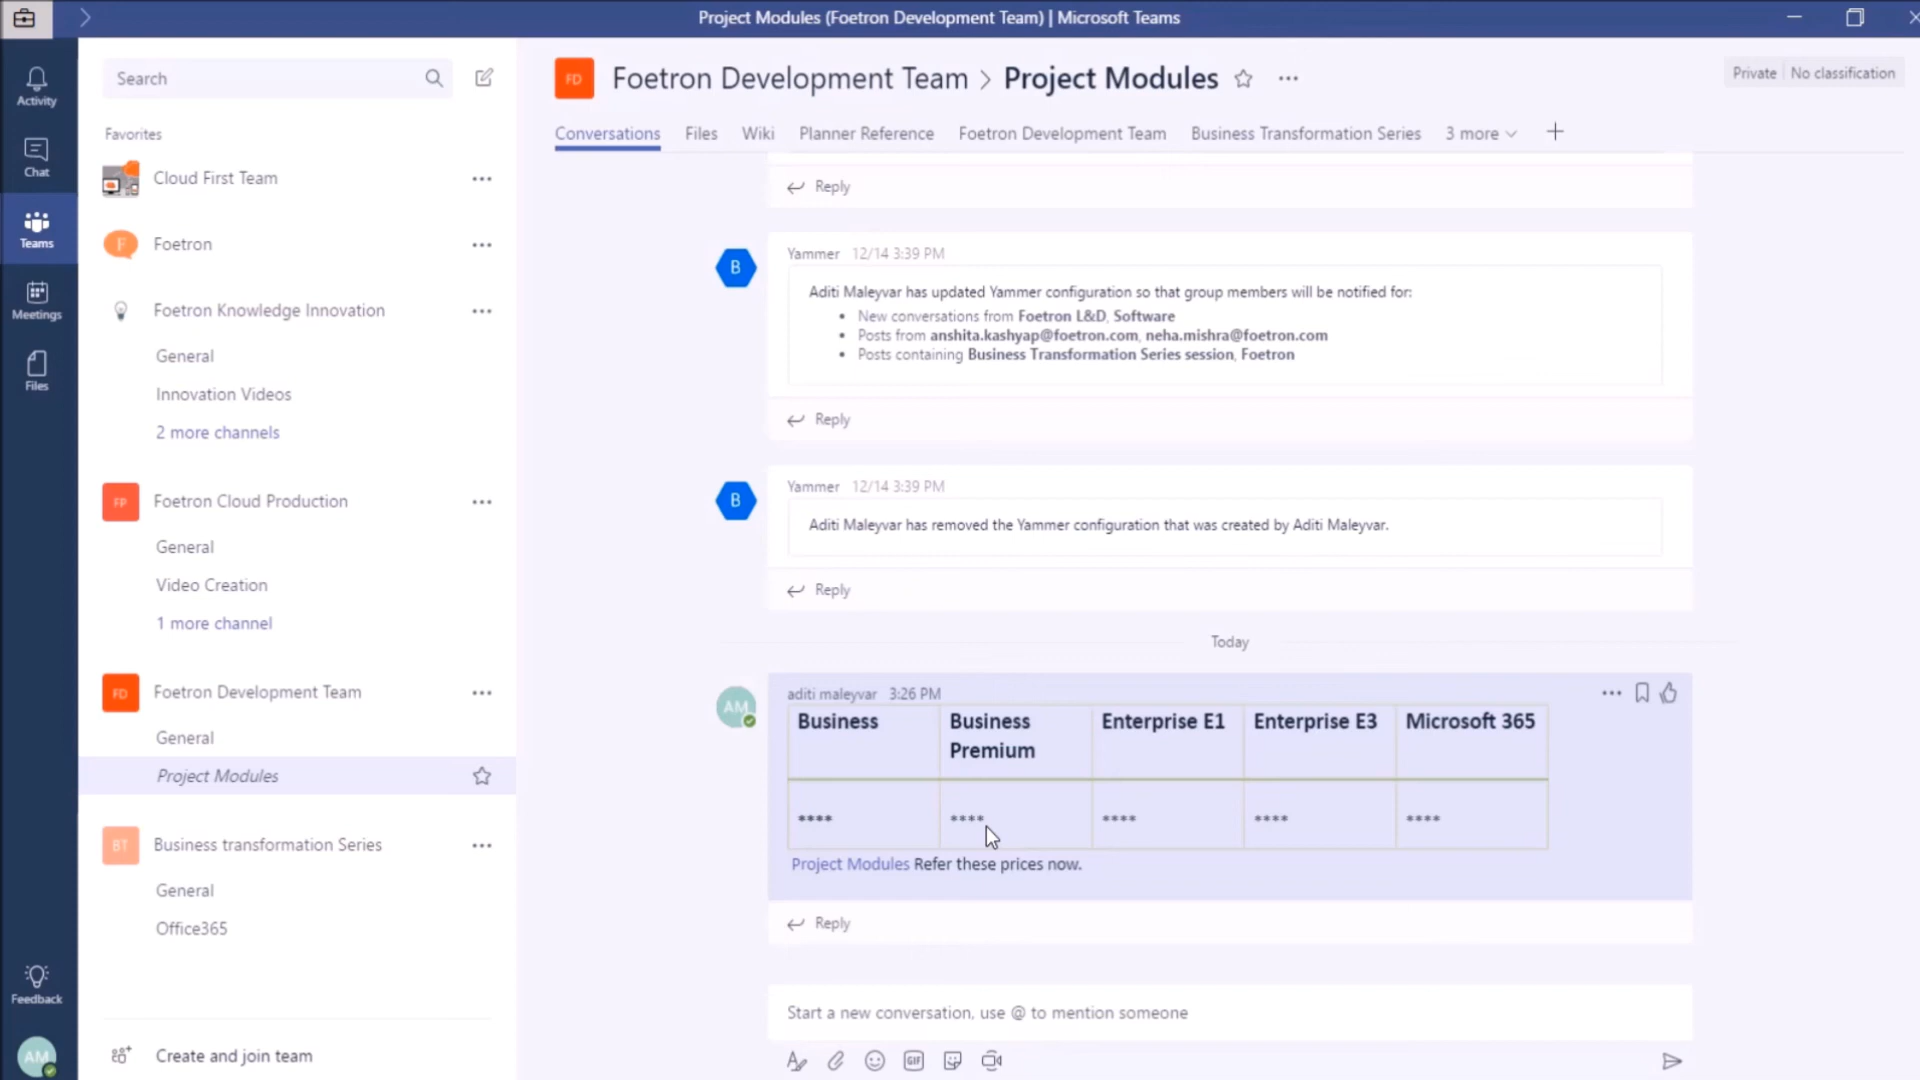 Project Modules (Foetron Development Team) | Microsoft Teams
Activity
Chat
Teams
Meetings
Files
Feedback
AM
Search
Favorites
Cloud First Team
F
Foetron
Foetron Knowledge Innovation
General
Innovation Videos
2 more channels
FP
Foetron Cloud Production
General
Video Creation
1 more channel
FD
Foetron Development Team
General
Project Modules
BT
Business transformation Series
General
Office365
Create and join team
FD
Foetron Development Team > Project Modules
Private | No classification
Conversations Files Wiki Planner Reference Foetron Development Team Business Transformation Series 3 more
Reply
B
Yammer 12/14 3:39 PM
Aditi Maleyvar has updated Yammer configuration so that group members will be notified for:
• New conversations from Foetron L&D, Software
• Posts from anshita.kashyap@foetron.com, neha.mishra@foetron.com
• Posts containing Business Transformation Series session, Foetron
Reply
B
Yammer 12/14 3:39 PM
Aditi Maleyvar has removed the Yammer configuration that was created by Aditi Maleyvar.
Reply
Today
AM
aditi maleyvar 3:26 PM
Business Business Premium Enterprise E1 Enterprise E3 Microsoft 365
**** **** **** **** ****
Project Modules Refer these prices now.
Reply
Start a new conversation, use @ to mention someone
GIF